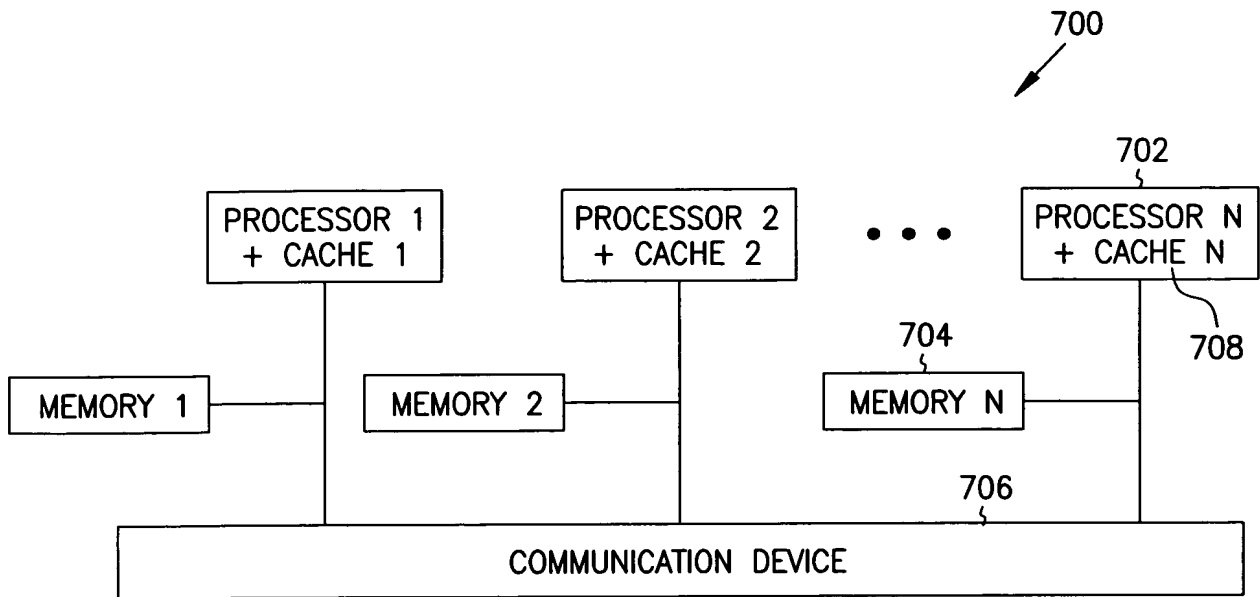 700
702
PROCESSOR 1
+ CACHE 1
PROCESSOR 2
+ CACHE 2
PROCESSOR N
+ CACHE N
704
708
MEMORY 1
MEMORY 2
MEMORY N
706
COMMUNICATION DEVICE